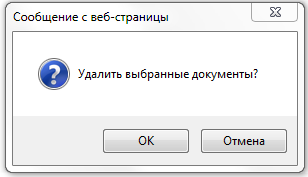 Сообщение с веб-страницы
Удалить выбранные документы?
OK
Отмена